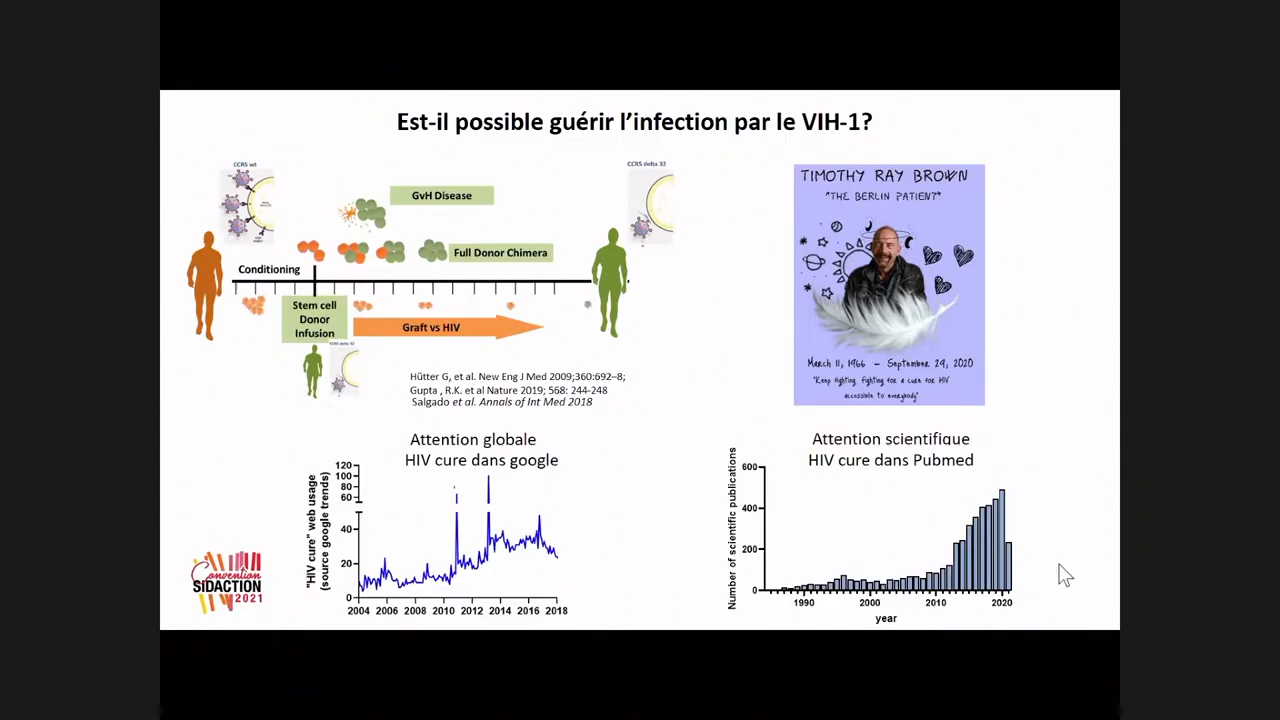 Est-il possible guérir l'infection par le VIH-1?
CCR5 wt
GvH Disease
Full Donor Chimera
Conditioning
Stem cell
Donor
Infusion
Graft vs HIV
CCR5 delta 32
CCR5 delta 32
Hütter G, et al. New Eng J Med 2009;360:692–8;
Gupta , R.K. et al Nature 2019; 568: 244-248
Salgado et al. Annals of Int Med 2018
TIMOTHY RAY BROWN
"THE BERLIN PATIENT"
March 11, 1966 – September 29, 2020
"Keep fighting, fighting for a cure for HIV
accessible to everybody"
Attention globale
HIV cure dans google
"HIV cure" web usage
(source google trends)
120
100
80
60
40
20
0
2004 2006 2008 2010 2012 2014 2016 2018
Attention scientifique
HIV cure dans Pubmed
Number of scientific publications
600
400
200
0
1990 2000 2010 2020
year
Convention
SIDACTION
2021